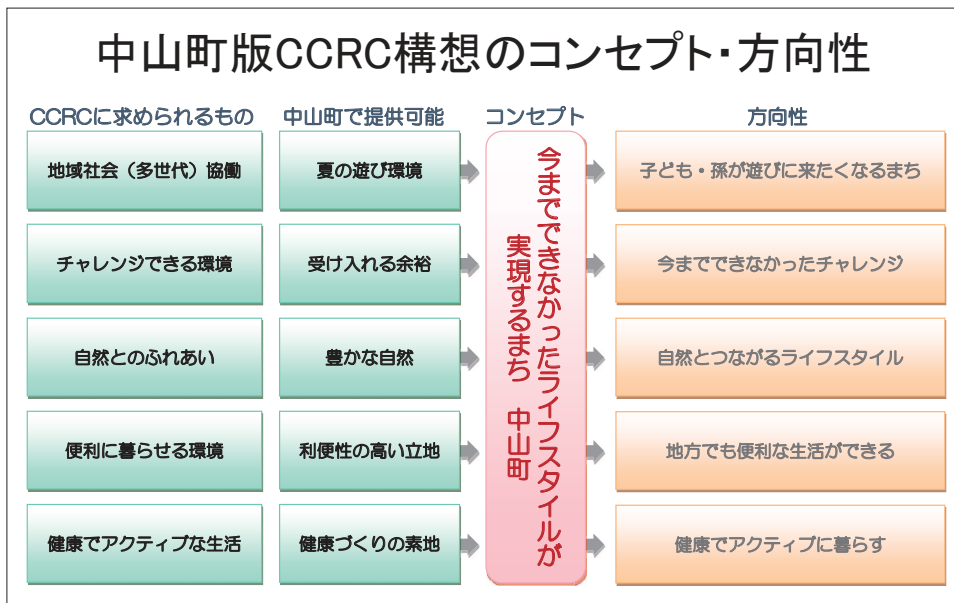 中山町版CCRC構想のコンセプト・方向性
CCRCに求められるもの
中山町で提供可能
コンセプト
方向性
地域社会（多世代）協働
夏の遊び環境
子ども・孫が遊びに来たくなるまち
チャレンジできる環境
受け入れる余裕
今までできなかったチャレンジ
自然とのふれあい
豊かな自然
自然とつながるライフスタイル
便利に暮らせる環境
利便性の高い立地
地方でも便利な生活ができる
健康でアクティブな生活
健康づくりの素地
健康でアクティブに暮らす
今までできなかったライフスタイルが
実現するまち　中山町